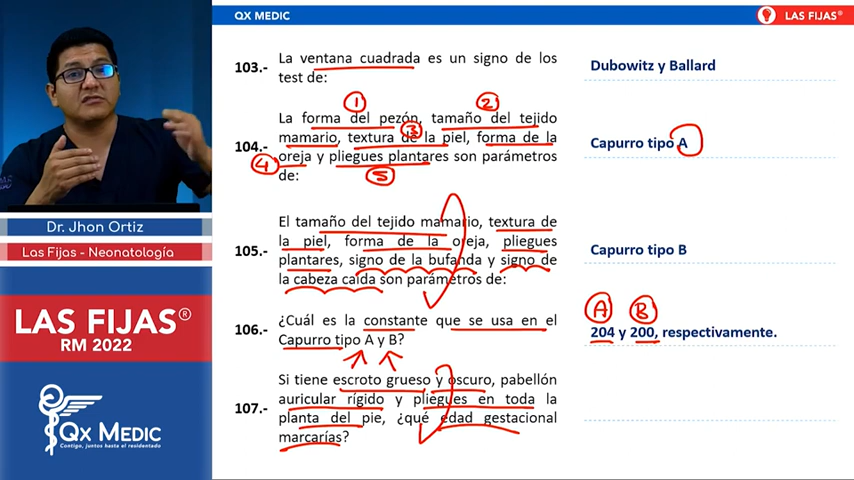 QX MEDIC
LAS FIJAS®
103.-
La ventana cuadrada es un signo de los
test de:
Dubowitz y Ballard
1
2
3
4
5
104.-
La forma del pezón, tamaño del tejido
mamario, textura de la piel, forma de la
oreja y pliegues plantares son parámetros
de:
Capurro tipo A
105.-
El tamaño del tejido mamario, textura de
la piel, forma de la oreja, pliegues
plantares, signo de la bufanda y signo de
la cabeza caída son parámetros de:
Capurro tipo B
106.-
¿Cuál es la constante que se usa en el
Capurro tipo A y B?
A B
204 y 200, respectivamente.
107.-
Si tiene escroto grueso y oscuro, pabellón
auricular rígido y pliegues en toda la
planta del pie, ¿qué edad gestacional
marcarías?
Dr. Jhon Ortiz
Las Fijas - Neonatología
LAS FIJAS®
RM 2022
QX MEDIC
Contigo, juntos hasta el residentado